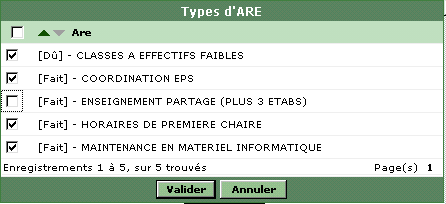 Types d'ARE
Are
[Dû] - CLASSES A EFFECTIFS FAIBLES
[Fait] - COORDINATION EPS
[Fait] - ENSEIGNEMENT PARTAGE (PLUS 3 ETABS)
[Fait] - HORAIRES DE PREMIERE CHAIRE
[Fait] - MAINTENANCE EN MATERIEL INFORMATIQUE
Enregistrements 1 à 5, sur 5 trouvés Page(s) 1
Valider Annuler